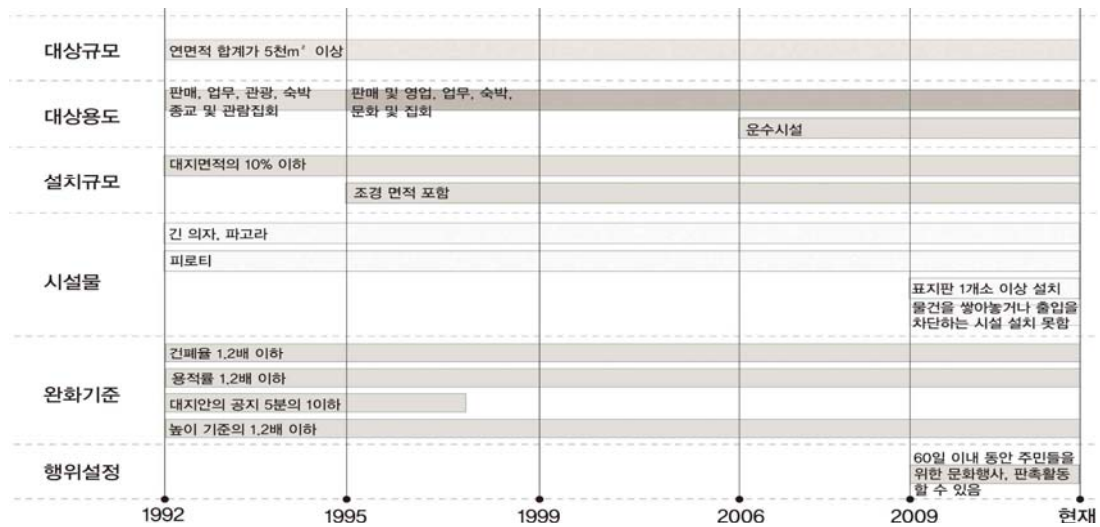 대상규모
연면적 합계가 5천m² 이상
대상용도
판매, 업무, 관광, 숙박
종교 및 관람집회
판매 및 영업, 업무, 숙박,
문화 및 집회
운수시설
설치규모
대지면적의 10% 이하
조경 면적 포함
시설물
긴 의자, 파고라
피로티
표지판 1개소 이상 설치
물건을 쌓아놓거나 출입을
차단하는 시설 설치 못함
완화기준
건폐율 1.2배 이하
용적률 1.2배 이하
대지안의 공지 5분의 1이하
높이 기준의 1.2배 이하
행위설정
60일 이내 동안 주민들을
위한 문화행사, 판촉활동
할 수 있음
1992 1995 1999 2006 2009 현재